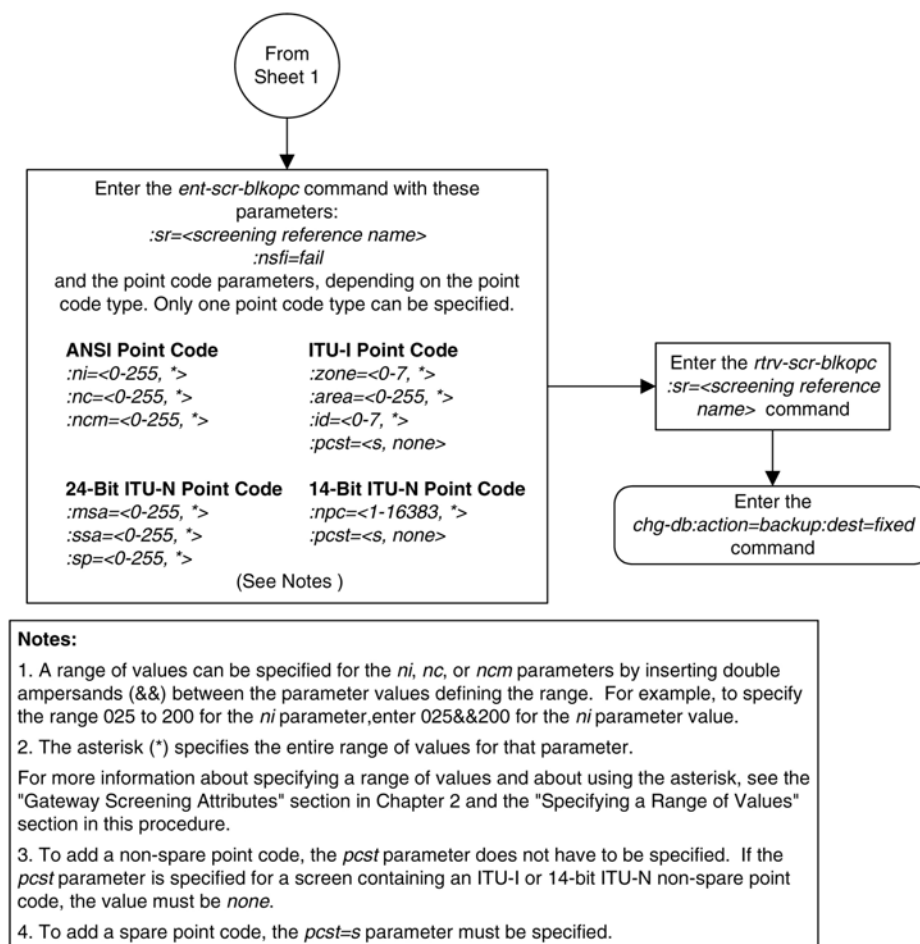 From
Sheet 1
Enter the ent-scr-blkopc command with these
parameters:
:sr=<screening reference name>
:nsfi=fail
and the point code parameters, depending on the point
code type. Only one point code type can be specified.
ANSI Point Code
:ni=<0-255, *>
:nc=<0-255, *>
:ncm=<0-255, *>
ITU-I Point Code
:zone=<0-7, *>
:area=<0-255, *>
:id=<0-7, *>
:pcst=<s, none>
24-Bit ITU-N Point Code
:msa=<0-255, *>
:ssa=<0-255, *>
:sp=<0-255, *>
14-Bit ITU-N Point Code
:npc=<1-16383, *>
:pcst=<s, none>
(See Notes )
Enter the rtrv-scr-blkopc
:sr=<screening reference
name> command
Enter the
chg-db:action=backup:dest=fixed
command
Notes:
1. A range of values can be specified for the ni, nc, or ncm parameters by inserting double
ampersands (&&) between the parameter values defining the range. For example, to specify
the range 025 to 200 for the ni parameter,enter 025&&200 for the ni parameter value.
2. The asterisk (*) specifies the entire range of values for that parameter.
For more information about specifying a range of values and about using the asterisk, see the
"Gateway Screening Attributes" section in Chapter 2 and the "Specifying a Range of Values"
section in this procedure.
3. To add a non-spare point code, the pcst parameter does not have to be specified. If the
pcst parameter is specified for a screen containing an ITU-I or 14-bit ITU-N non-spare point
code, the value must be none.
4. To add a spare point code, the pcst=s parameter must be specified.